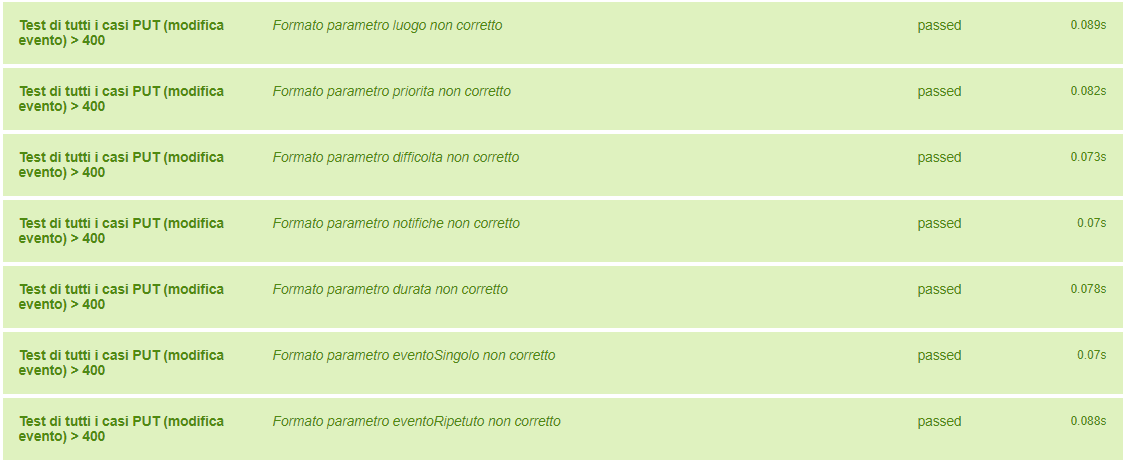 Test di tutti i casi PUT (modifica Formato parametro luogo non corretto passed 0.089s
evento) > 400
Test di tutti i casi PUT (modifica Formato parametro priorita non corretto passed 0.082s
evento) > 400
Test di tutti i casi PUT (modifica Formato parametro difficolta non corretto passed 0.073s
evento) > 400
Test di tutti i casi PUT (modifica Formato parametro notifiche non corretto passed 0.07s
evento) > 400
Test di tutti i casi PUT (modifica Formato parametro durata non corretto passed 0.078s
evento) > 400
Test di tutti i casi PUT (modifica Formato parametro eventoSingolo non corretto passed 0.07s
evento) > 400
Test di tutti i casi PUT (modifica Formato parametro eventoRipetuto non corretto passed 0.088s
evento) > 400